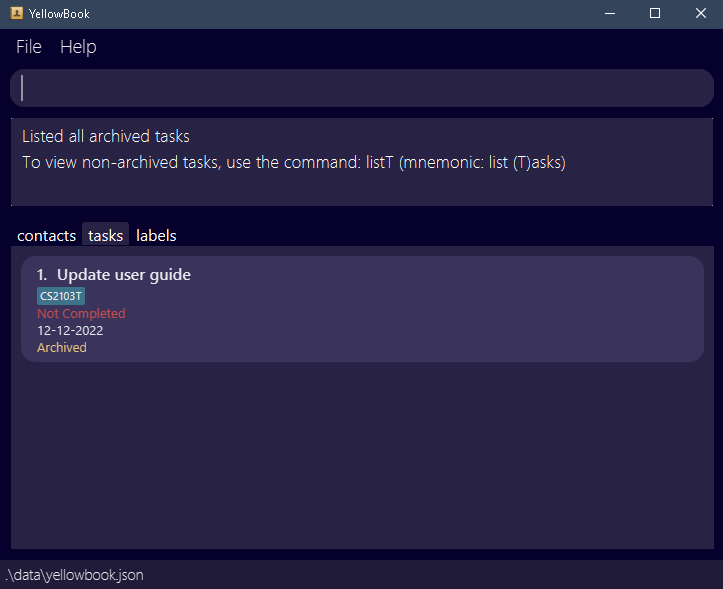 YellowBook
File Help
Listed all archived tasks
To view non-archived tasks, use the command: listT (mnemonic: list (T)asks)
contacts tasks labels
1. Update user guide
CS2103T
Not Completed
12-12-2022
Archived
.\data\yellowbook.json